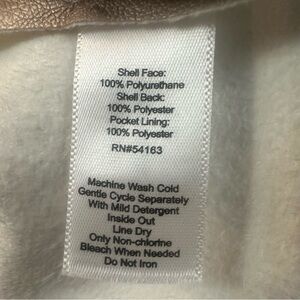 Shell Face:
100% Polyurethane
Shell Back:
100% Polyester
Pocket Lining:
100% Polyester
RN#54163
Machine Wash Cold
Gentle Cycle Separately
With Mild Detergent
Inside Out
Line Dry
Only Non-chlorine
Bleach When Needed
Do Not Iron